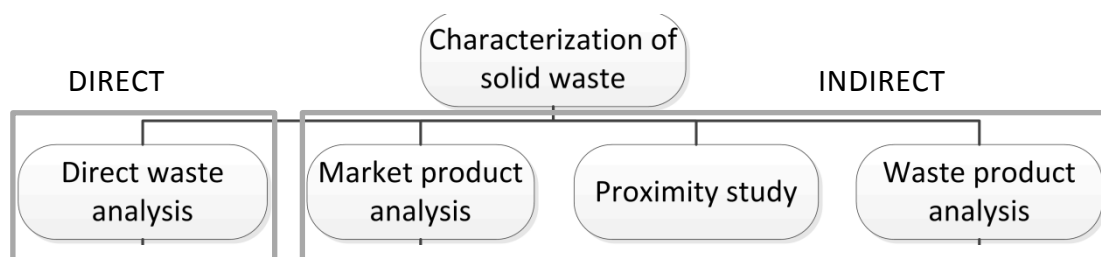 Characterization of
solid waste
DIRECT
INDIRECT
Direct waste
analysis
Market product
analysis
Proximity study
Waste product
analysis